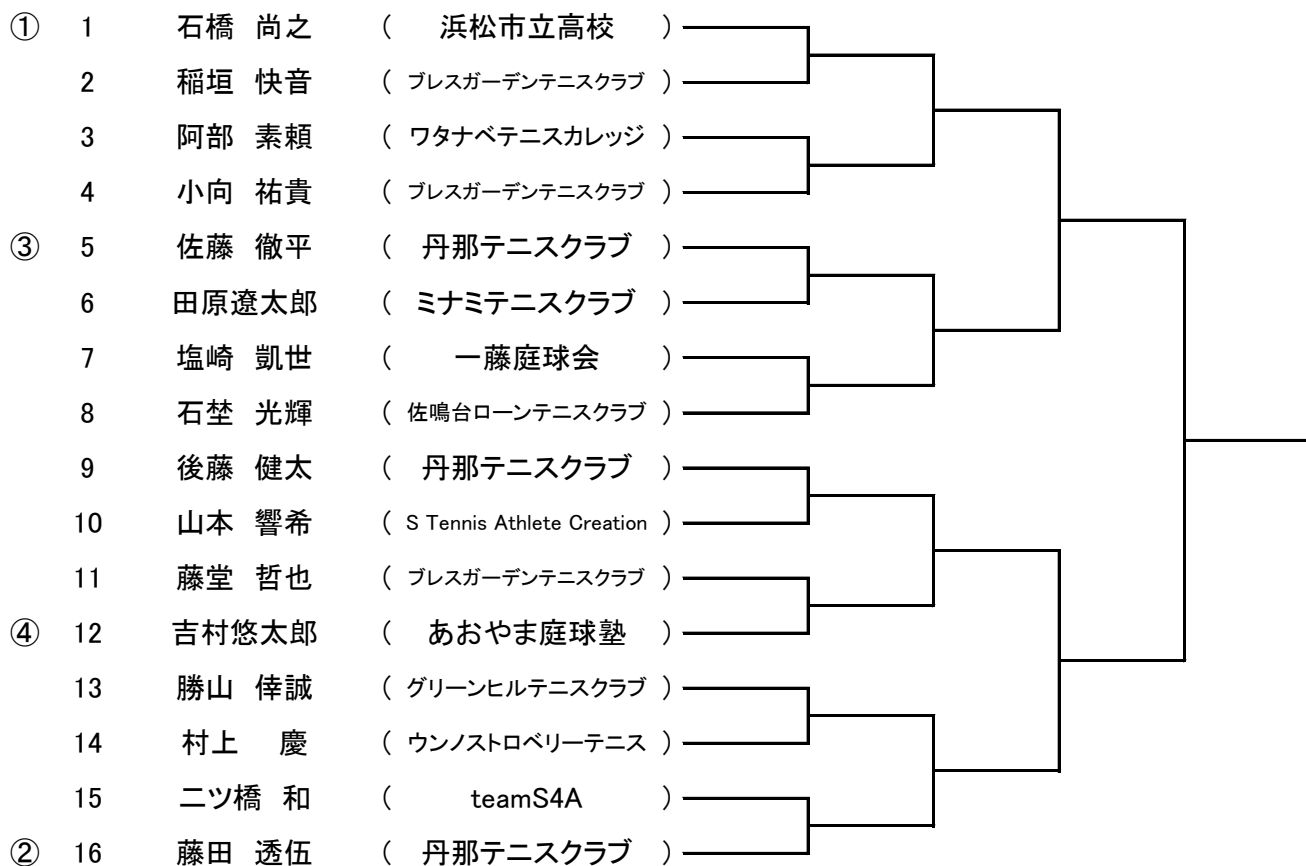 ① 1 石橋 尚之 ( 浜松市立高校 )
2 稲垣 快音 ( ブレスガーデンテニスクラブ )
3 阿部 素頼 ( ワタナベテニスカレッジ )
4 小向 祐貴 ( ブレスガーデンテニスクラブ )
③ 5 佐藤 徹平 ( 丹那テニスクラブ )
6 田原遼太郎 ( ミナミテニスクラブ )
7 塩崎 凱世 ( 一藤庭球会 )
8 石埜 光輝 ( 佐鳴台ローンテニスクラブ )
9 後藤 健太 ( 丹那テニスクラブ )
10 山本 響希 ( S Tennis Athlete Creation )
11 藤堂 哲也 ( ブレスガーデンテニスクラブ )
④ 12 吉村悠太郎 ( あおやま庭球塾 )
13 勝山 倖誠 ( グリーンヒルテニスクラブ )
14 村上 慶 ( ウンノストロベリーテニス )
15 二ツ橋 和 ( teamS4A )
② 16 藤田 透伍 ( 丹那テニスクラブ )